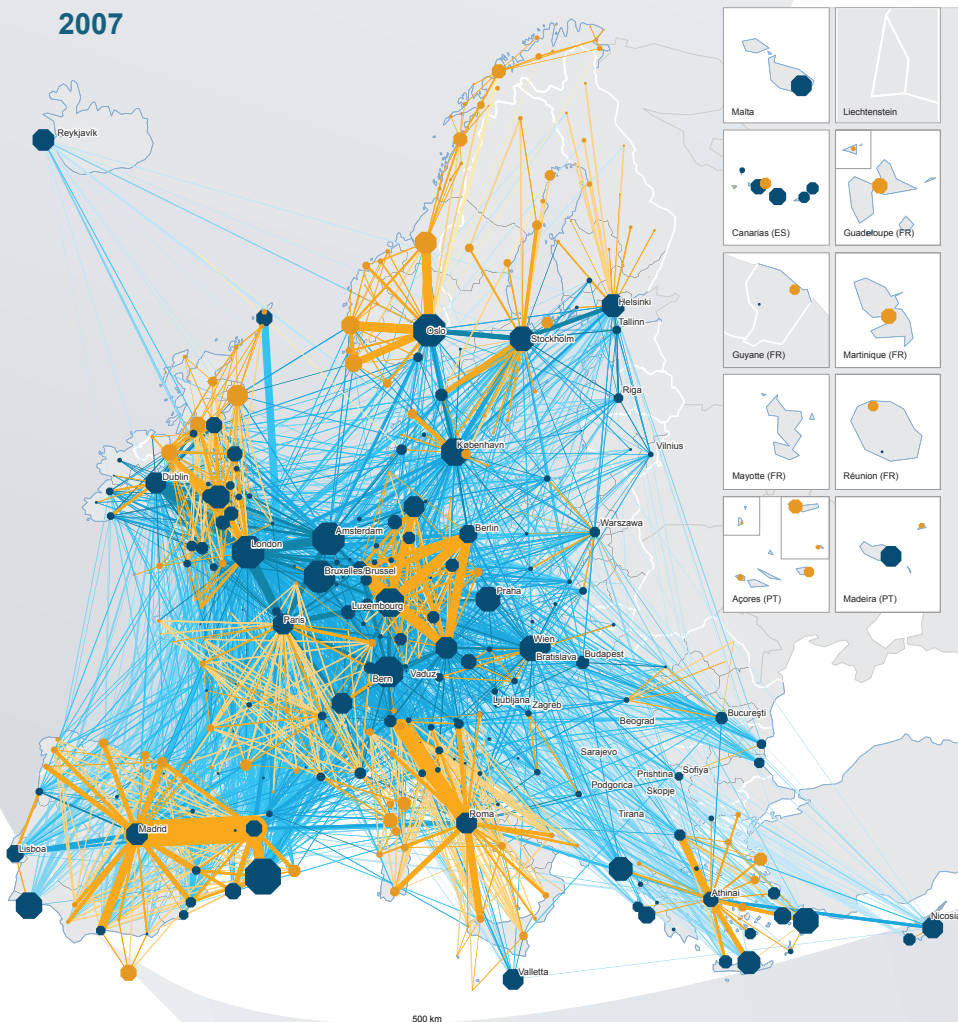 2007
Reykjavík
Helsinki
Tallinn
Oslo
Stockholm
Riga
København
Vilnius
Dublin
Warszawa
Amsterdam
Berlin
London
Bruxelles/Brussel
Praha
Luxembourg
Paris
Wien
Bratislava
Budapest
Bern
Vaduz
Ljubljana
Zagreb
Bucureşti
Beograd
Sarajevo
Prishtina
Sofiya
Podgorica
Skopje
Tirana
Roma
Madrid
Lisboa
Athinai
Nicosia
Valletta
500 km
Malta
Liechtenstein
Canarias (ES)
Guadeloupe (FR)
Guyane (FR)
Martinique (FR)
Mayotte (FR)
Réunion (FR)
Açores (PT)
Madeira (PT)